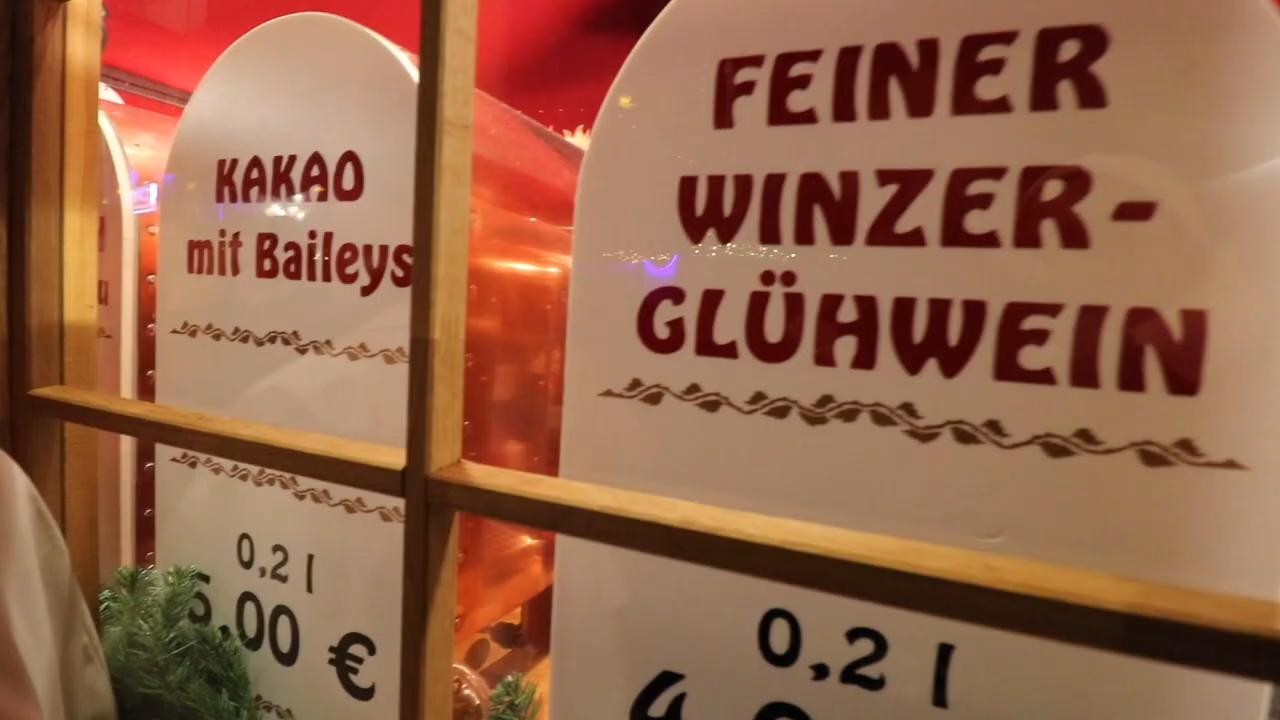 KAKAO
mit Baileys
0,2 l
5,00 €
FEINER
WINZER-
GLÜHWEIN
0,2 l